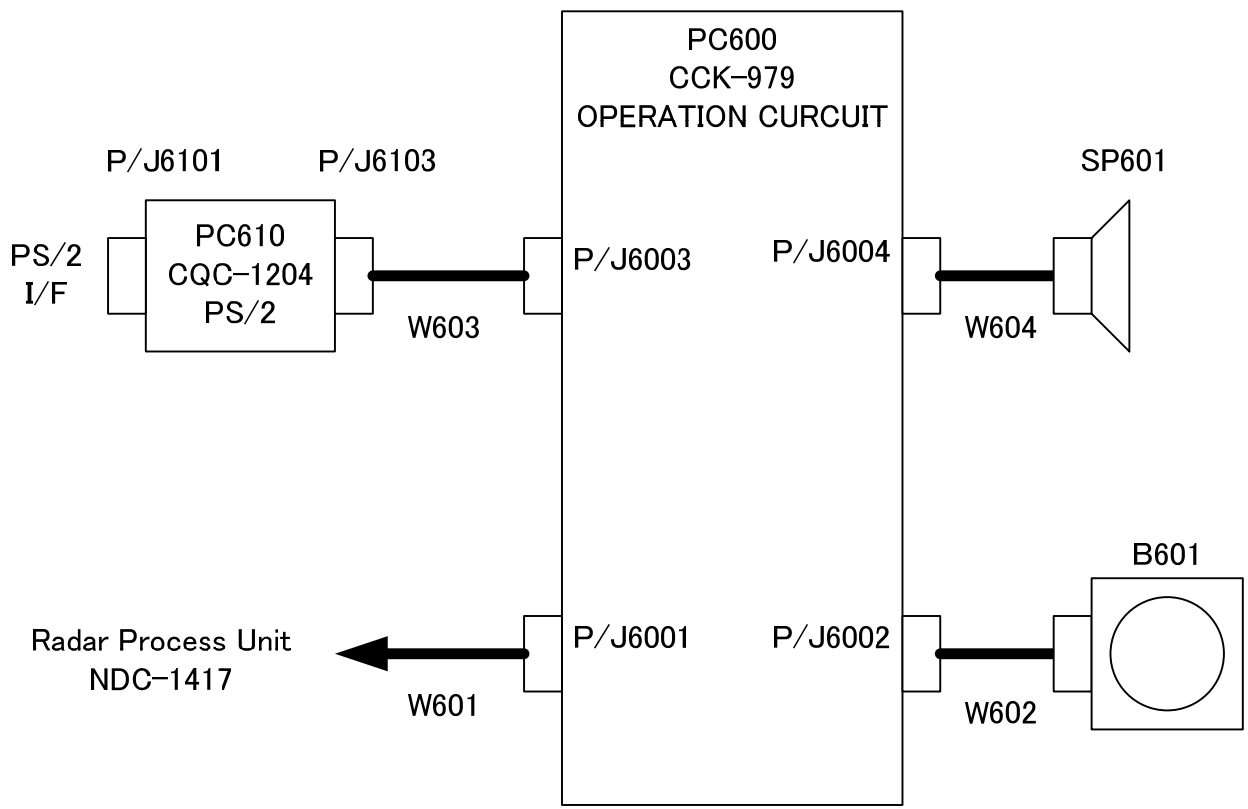 PC600
CCK-979
OPERATION CURCUIT
P/J6101
P/J6103
SP601
PS/2
I/F
PC610
CQC-1204
PS/2
P/J6003
P/J6004
W603
W604
B601
Radar Process Unit
NDC-1417
P/J6001
P/J6002
W601
W602